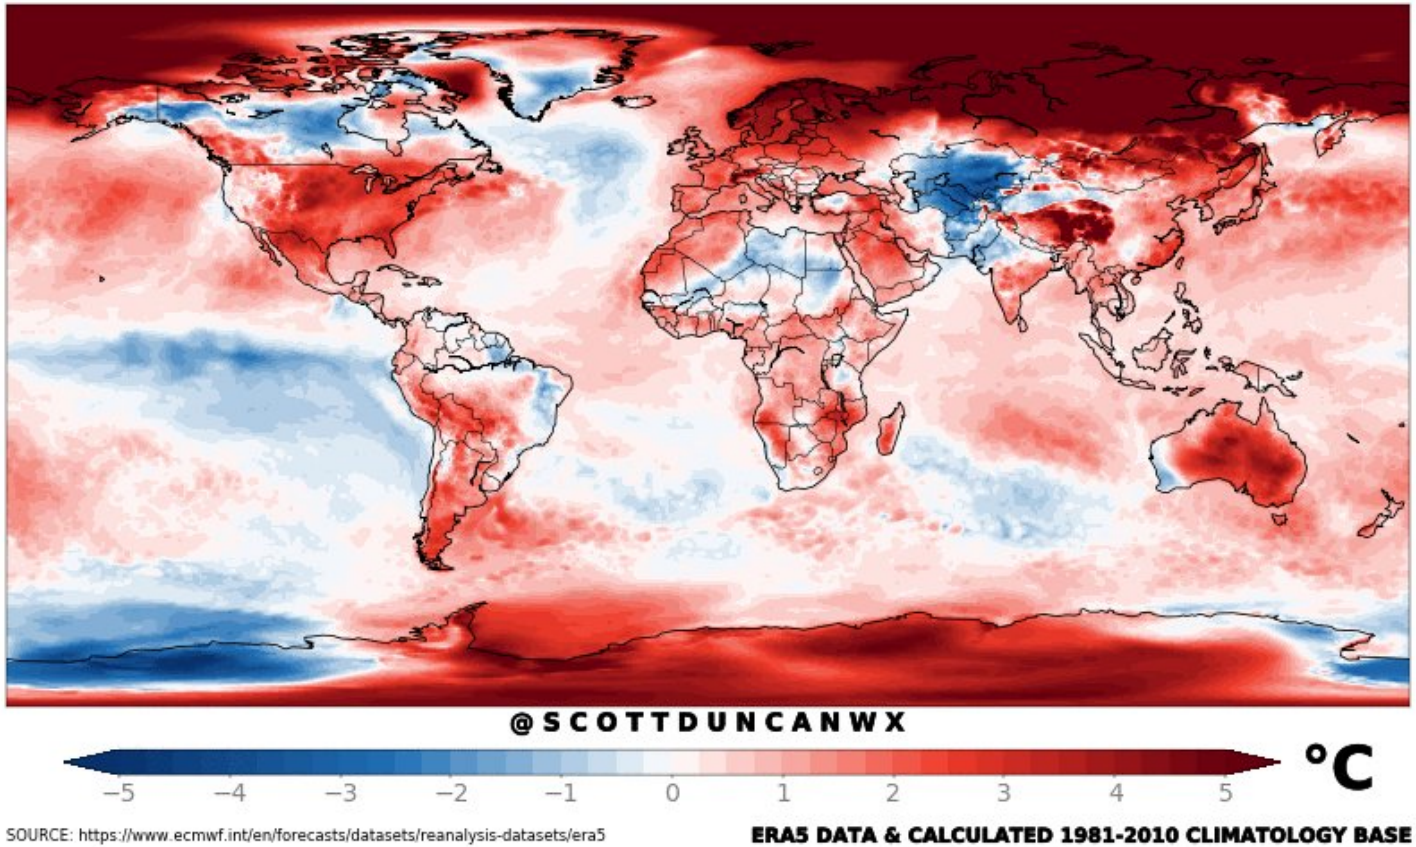 @SCOTTDUNCANWX
°C
−5 −4 −3 −2 −1 0 1 2 3 4 5
SOURCE: https://www.ecmwf.int/en/forecasts/datasets/reanalysis-datasets/era5
ERA5 DATA & CALCULATED 1981-2010 CLIMATOLOGY BASE